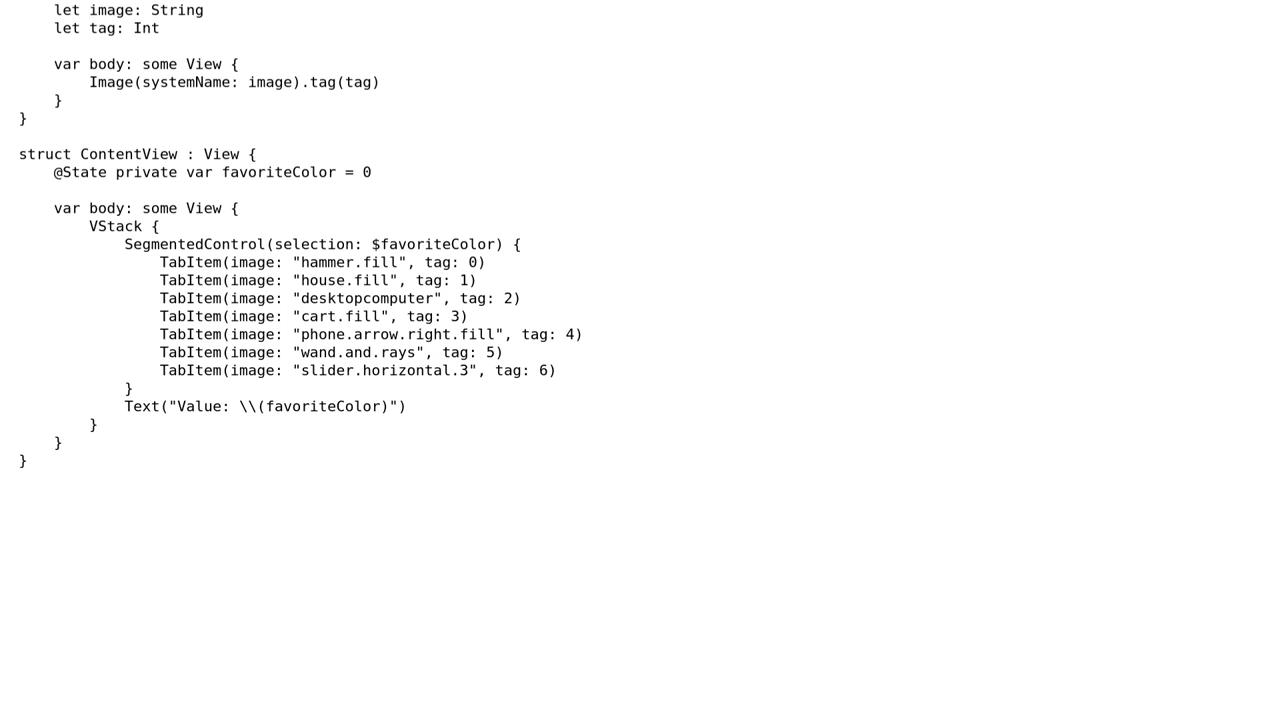 let image: String
    let tag: Int

    var body: some View {
        Image(systemName: image).tag(tag)
    }
}

struct ContentView : View {
    @State private var favoriteColor = 0

    var body: some View {
        VStack {
            SegmentedControl(selection: $favoriteColor) {
                TabItem(image: "hammer.fill", tag: 0)
                TabItem(image: "house.fill", tag: 1)
                TabItem(image: "desktopcomputer", tag: 2)
                TabItem(image: "cart.fill", tag: 3)
                TabItem(image: "phone.arrow.right.fill", tag: 4)
                TabItem(image: "wand.and.rays", tag: 5)
                TabItem(image: "slider.horizontal.3", tag: 6)
            }
            Text("Value: \\(favoriteColor)")
        }
    }
}